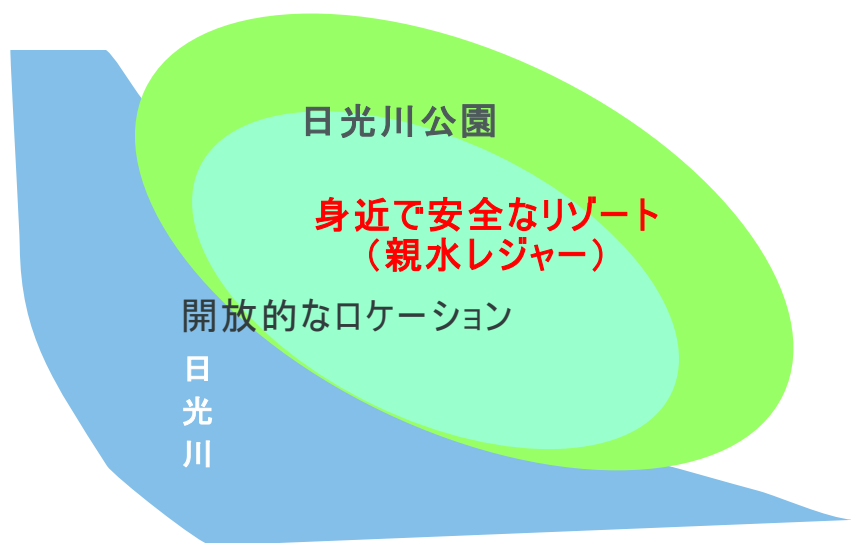 日光川公園
身近で安全なリゾート
（親水レジャー）
開放的なロケーション
日
光
川